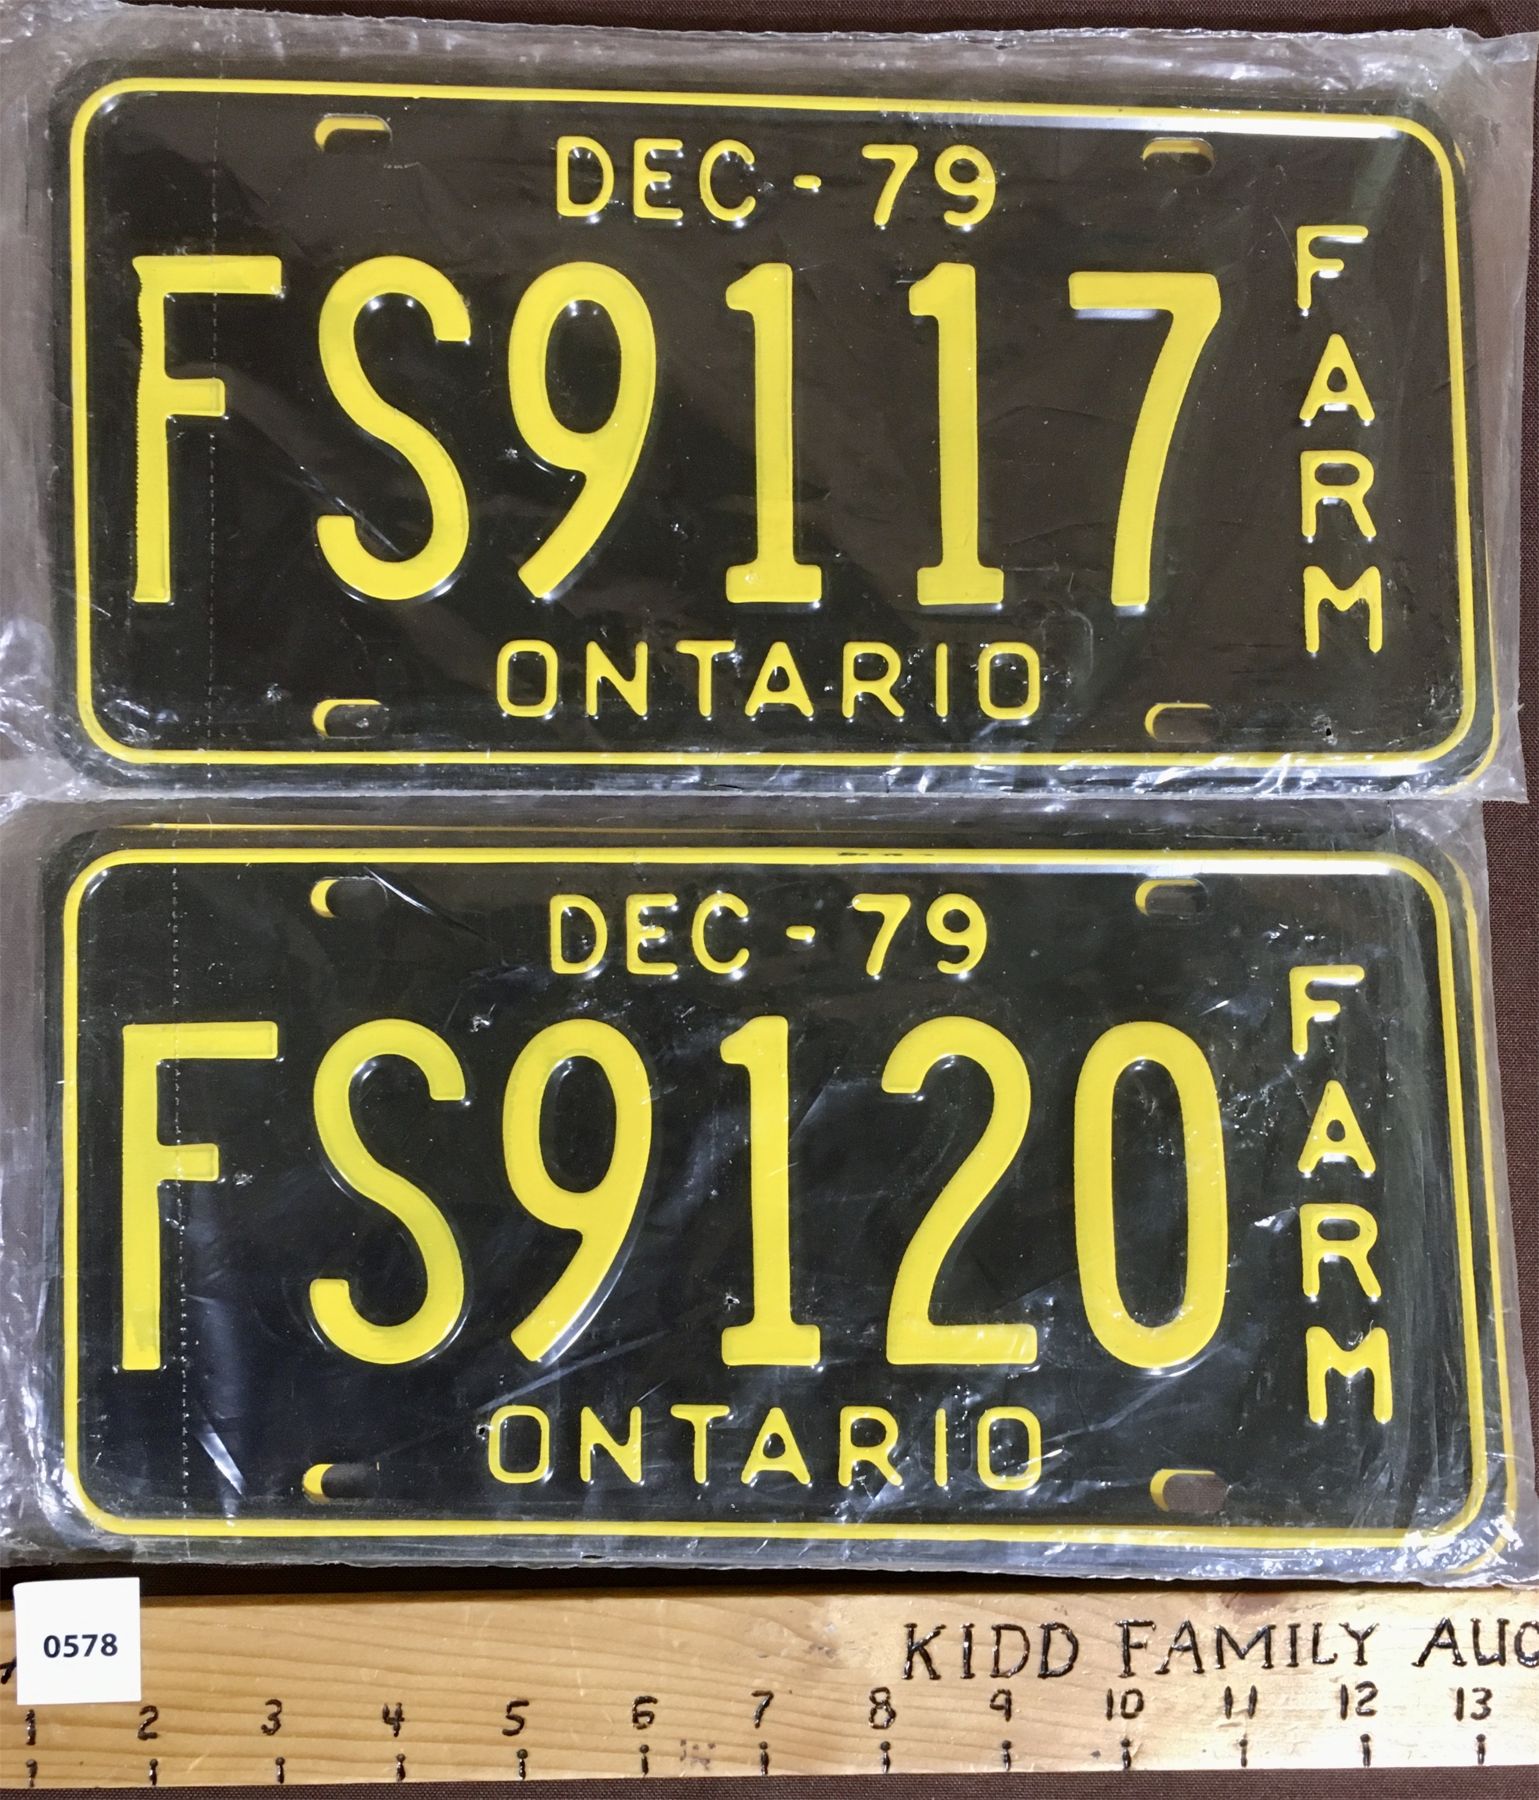 DEC - 79
FS9117
FARM
ONTARIO
DEC - 79
FS9120
FARM
ONTARIO
0578
KIDD FAMILY AUC
1 2 3 4 5 6 7 8 9 10 11 12 13